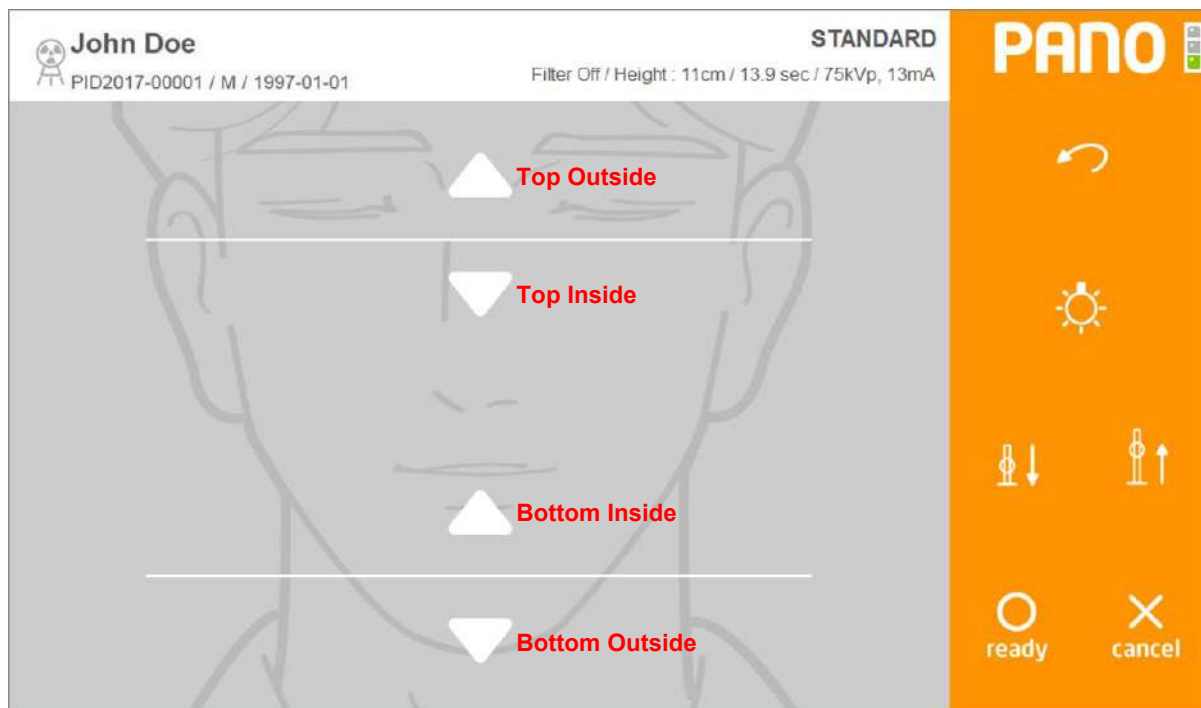 John Doe
PID2017-00001 / M / 1997-01-01
STANDARD
Filter Off / Height : 11cm / 13.9 sec / 75kVp, 13mA
PANO
Top Outside
Top Inside
Bottom Inside
Bottom Outside
ready
cancel